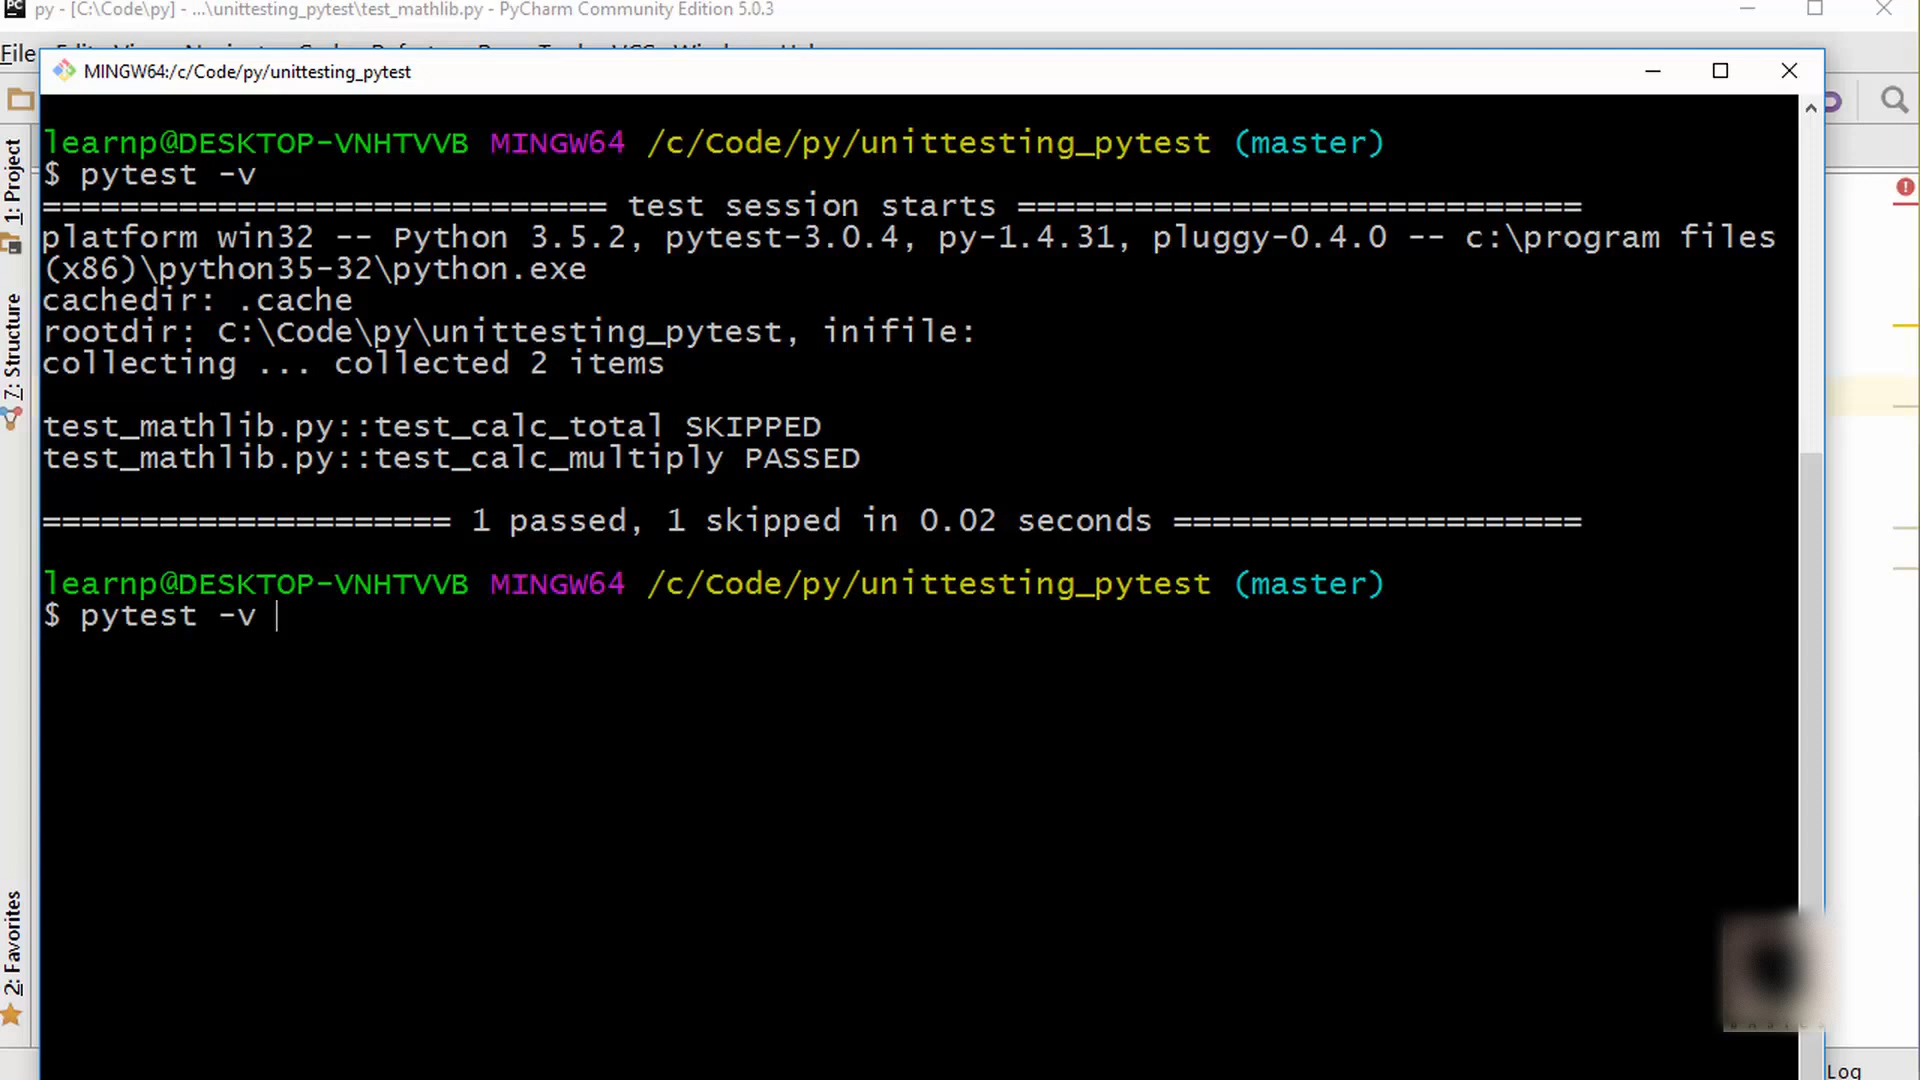 py - [C:\Code\py] - ...\unittesting_pytest\test_mathlib.py - PyCharm Community Edition 5.0.3
File
MINGW64:/c/Code/py/unittesting_pytest
1: Project
7: Structure
2: Favorites
learnp@DESKTOP-VNHTVVB MINGW64 /c/Code/py/unittesting_pytest (master)
$ pytest -v
============================= test session starts =============================
platform win32 -- Python 3.5.2, pytest-3.0.4, py-1.4.31, pluggy-0.4.0 -- c:\program files
(x86)\python35-32\python.exe
cachedir: .cache
rootdir: C:\Code\py\unittesting_pytest, inifile:
collecting ... collected 2 items
test_mathlib.py::test_calc_total SKIPPED
test_mathlib.py::test_calc_multiply PASSED
===================== 1 passed, 1 skipped in 0.02 seconds =====================
learnp@DESKTOP-VNHTVVB MINGW64 /c/Code/py/unittesting_pytest (master)
$ pytest -v
Log